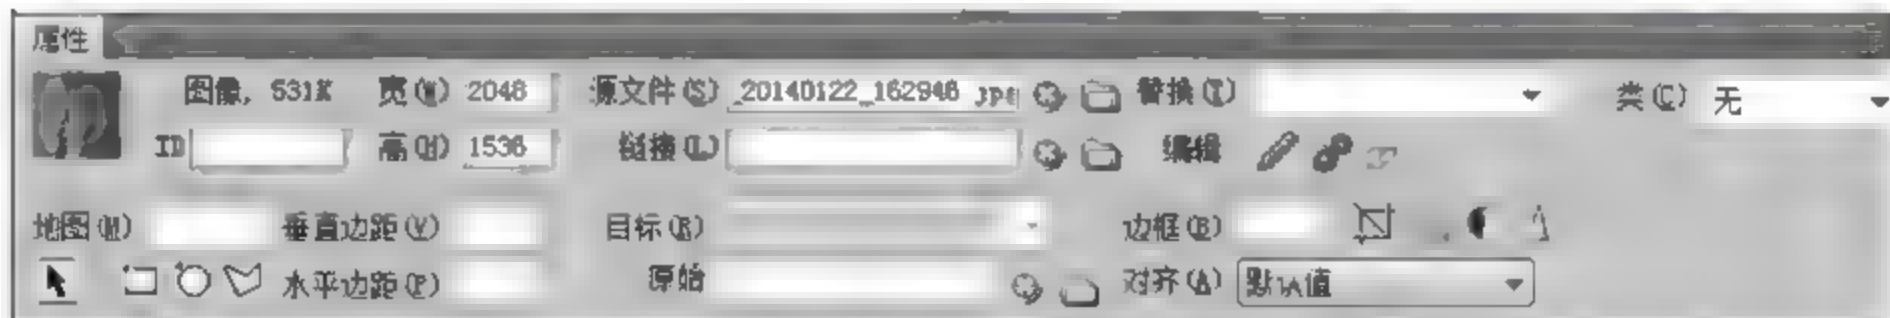 属性
图像, 531K 宽(W) 2048 源文件(S) _20140122_162948 jpg 替换(T) 类(C) 无
ID 高(H) 1536 链接(L) 编辑
地图(M) 垂直边距(V) 目标(R) 边框(B)
水平边距(P) 原始 对齐(A) 默认值